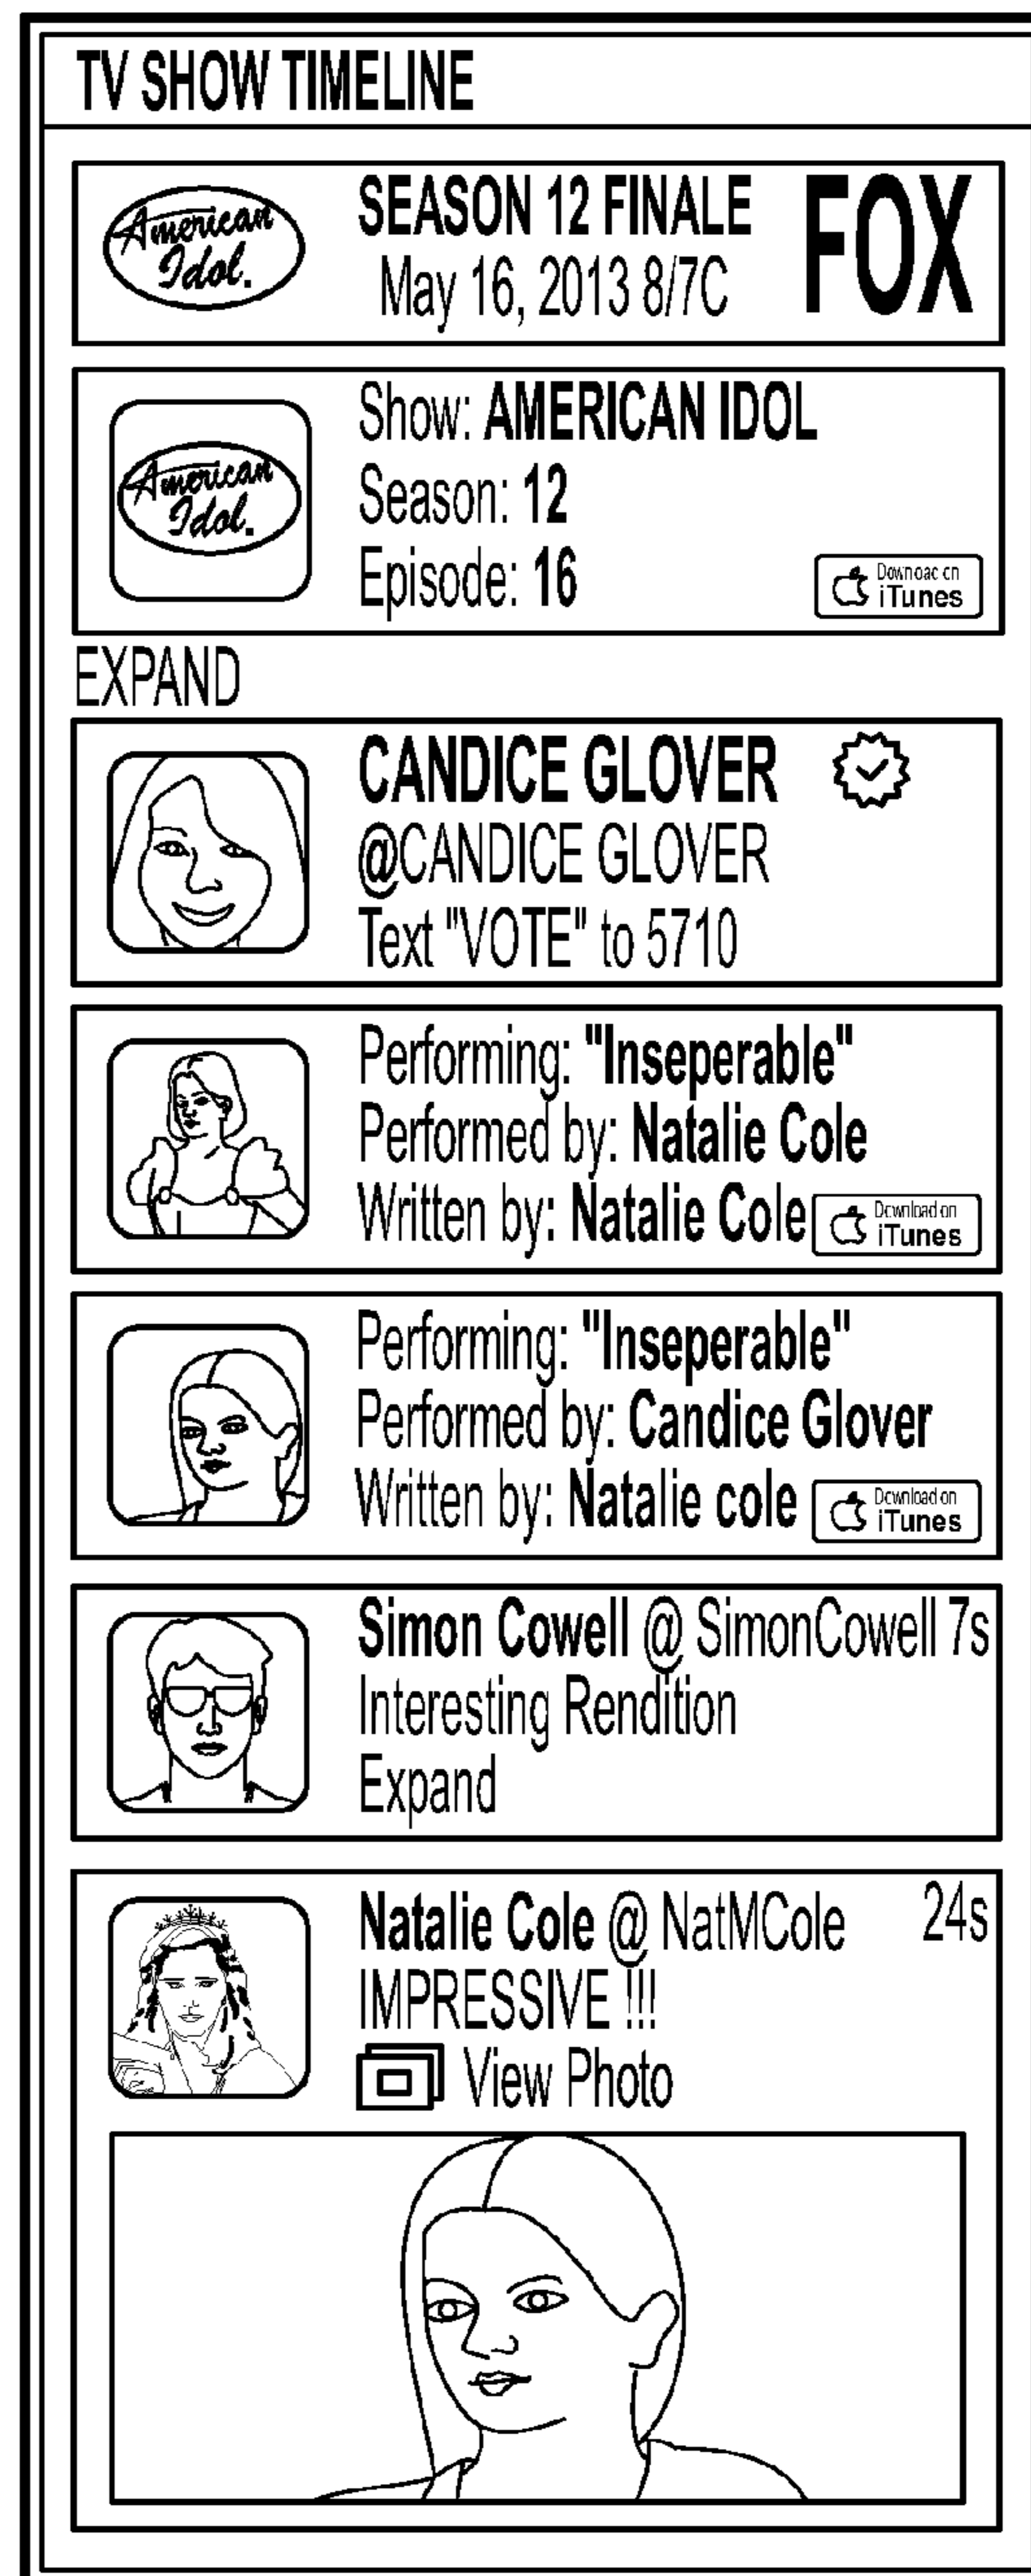 TV SHOW TIMELINE
American
Idol.
SEASON 12 FINALE
May 16, 2013 8/7C
FOX
American
Idol.
Show: AMERICAN IDOL
Season: 12
Episode: 16
Downoac cn
iTunes
EXPAND
CANDICE GLOVER
@CANDICE GLOVER
Text "VOTE" to 5710
Performing: "Inseperable"
Performed by: Natalie Cole
Written by: Natalie Cole
Download on
iTunes
Performing: "Inseperable"
Performed by: Candice Glover
Written by: Natalie cole
Download on
iTunes
Simon Cowell @ SimonCowell 7s
Interesting Rendition
Expand
Natalie Cole @ NatMCole 24s
IMPRESSIVE !!!
View Photo